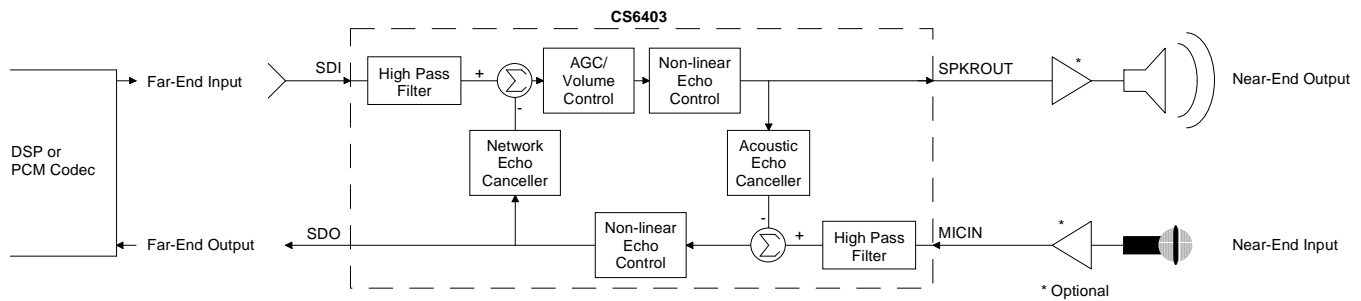 CS6403
SDI
High Pass
Filter
+
Σ
-
AGC/
Volume
Control
Non-linear
Echo
Control
SPKROUT
*
Near-End Output
Far-End Input
DSP or
PCM Codec
Network
Echo
Canceller
Acoustic
Echo
Canceller
Far-End Output
SDO
Non-linear
Echo
Control
-
Σ
+
High Pass
Filter
MICIN
*
Near-End Input
* Optional